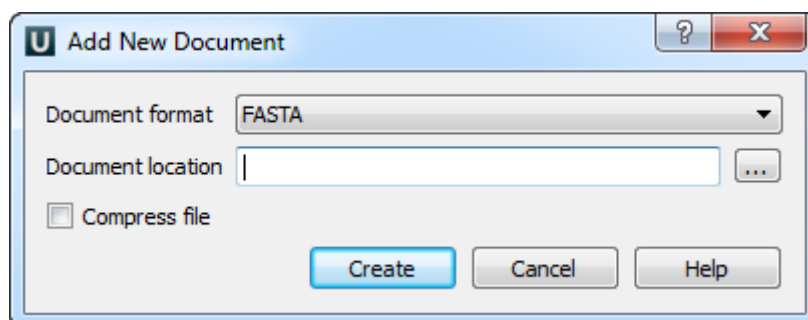 U Add New Document ? X
Document format FASTA
Document location ...
Compress file
Create Cancel Help